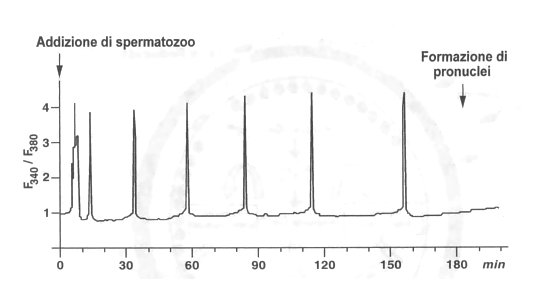 Addizione di spermatozoo
Formazione di
pronuclei
F340 / F380
4
3
2
1
0 30 60 90 120 150 180 min